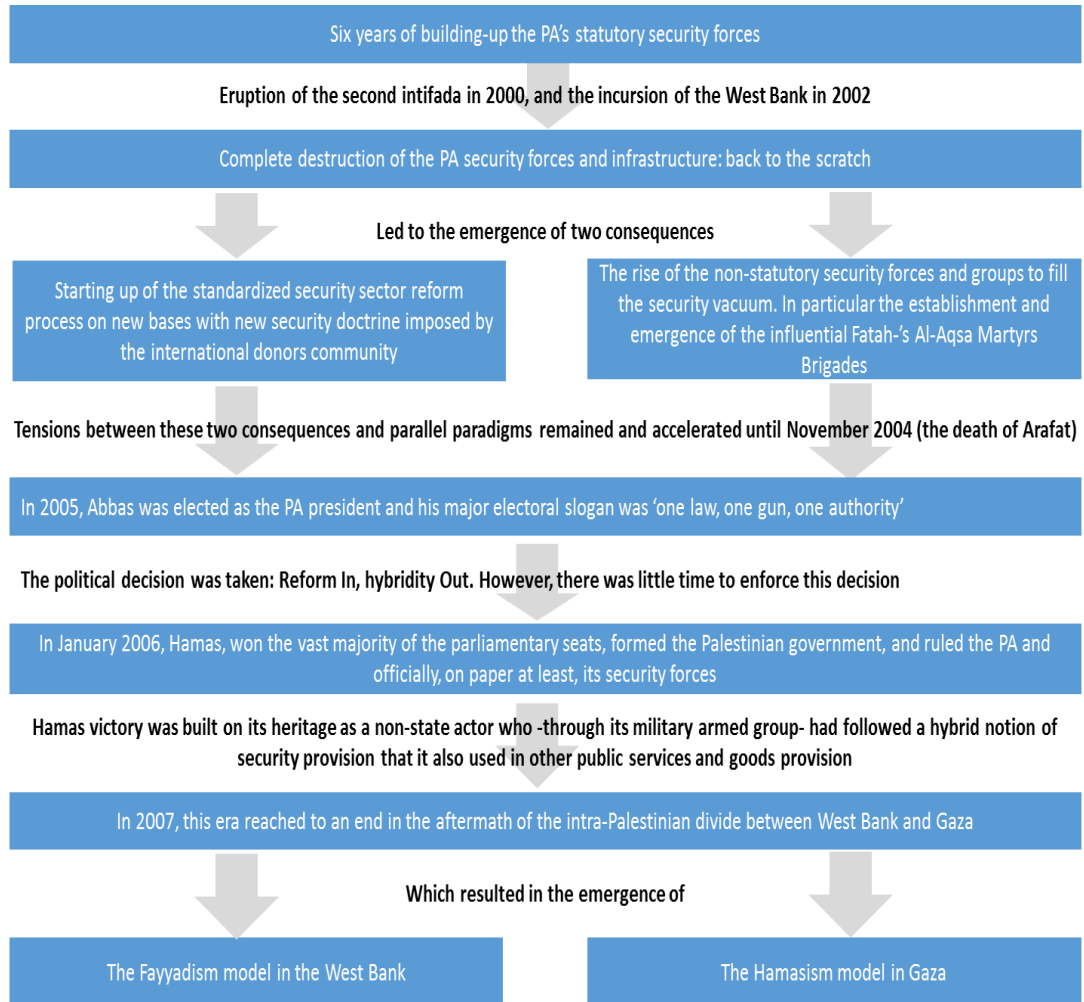 Six years of building-up the PA's statutory security forces
Eruption of the second intifada in 2000, and the incursion of the West Bank in 2002
Complete destruction of the PA security forces and infrastructure: back to the scratch
Led to the emergence of two consequences
Starting up of the standardized security sector reform
process on new bases with new security doctrine imposed by
the international donors community
The rise of the non-statutory security forces and groups to fill
the security vacuum. In particular the establishment and
emergence of the influential Fatah-'s Al-Aqsa Martyrs
Brigades
Tensions between these two consequences and parallel paradigms remained and accelerated until November 2004 (the death of Arafat)
In 2005, Abbas was elected as the PA president and his major electoral slogan was 'one law, one gun, one authority'
The political decision was taken: Reform In, hybridity Out. However, there was little time to enforce this decision
In January 2006, Hamas, won the vast majority of the parliamentary seats, formed the Palestinian government, and ruled the PA and
officially, on paper at least, its security forces
Hamas victory was built on its heritage as a non-state actor who -through its military armed group- had followed a hybrid notion of
security provision that it also used in other public services and goods provision
In 2007, this era reached to an end in the aftermath of the intra-Palestinian divide between West Bank and Gaza
Which resulted in the emergence of
The Fayyadism model in the West Bank
The Hamasism model in Gaza